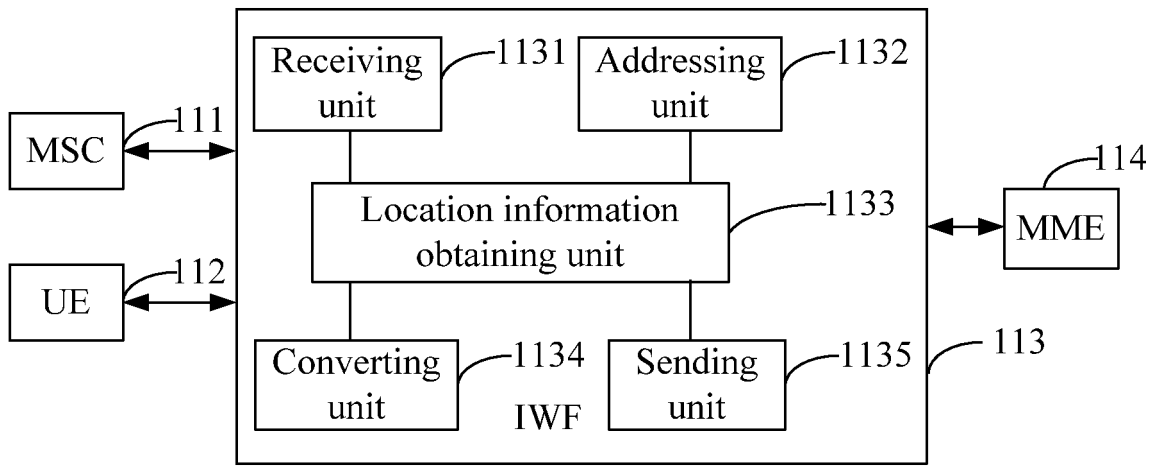 Receiving
unit
1131
Addressing
unit
1132
MSC
111
114
Location information
obtaining unit
1133
MME
UE
112
Converting
unit
1134
Sending
unit
1135
113
IWF